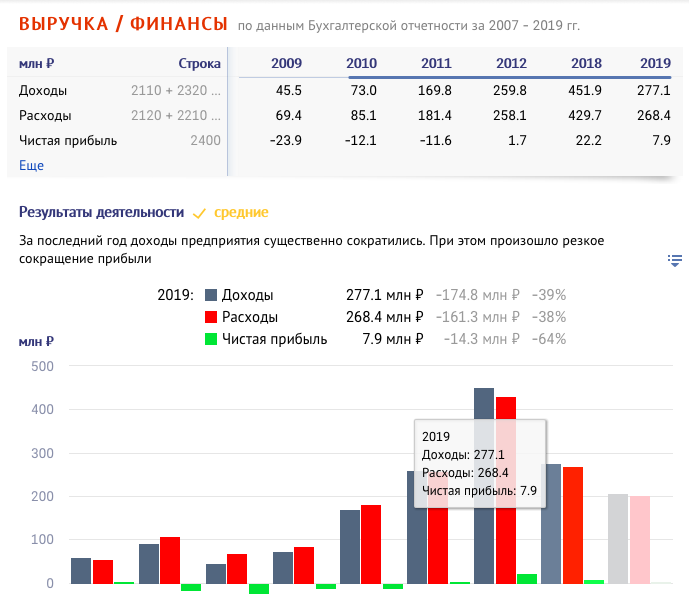 ВЫРУЧКА / ФИНАНСЫ по данным Бухгалтерской отчетности за 2007 - 2019 гг.
млн ₽ Строка 2009 2010 2011 2012 2018 2019
Доходы 2110 + 2320 ... 45.5 73.0 169.8 259.8 451.9 277.1
Расходы 2120 + 2210 ... 69.4 85.1 181.4 258.1 429.7 268.4
Чистая прибыль 2400 -23.9 -12.1 -11.6 1.7 22.2 7.9
Еще
Результаты деятельности средние
За последний год доходы предприятия существенно сократились. При этом произошло резкое
сокращение прибыли
2019: Доходы 277.1 млн ₽ -174.8 млн ₽ -39%
Расходы 268.4 млн ₽ -161.3 млн ₽ -38%
Чистая прибыль 7.9 млн ₽ -14.3 млн ₽ -64%
млн ₽
500
400
300
200
100
0
2019
Доходы: 277.1
Расходы: 268.4
Чистая прибыль: 7.9